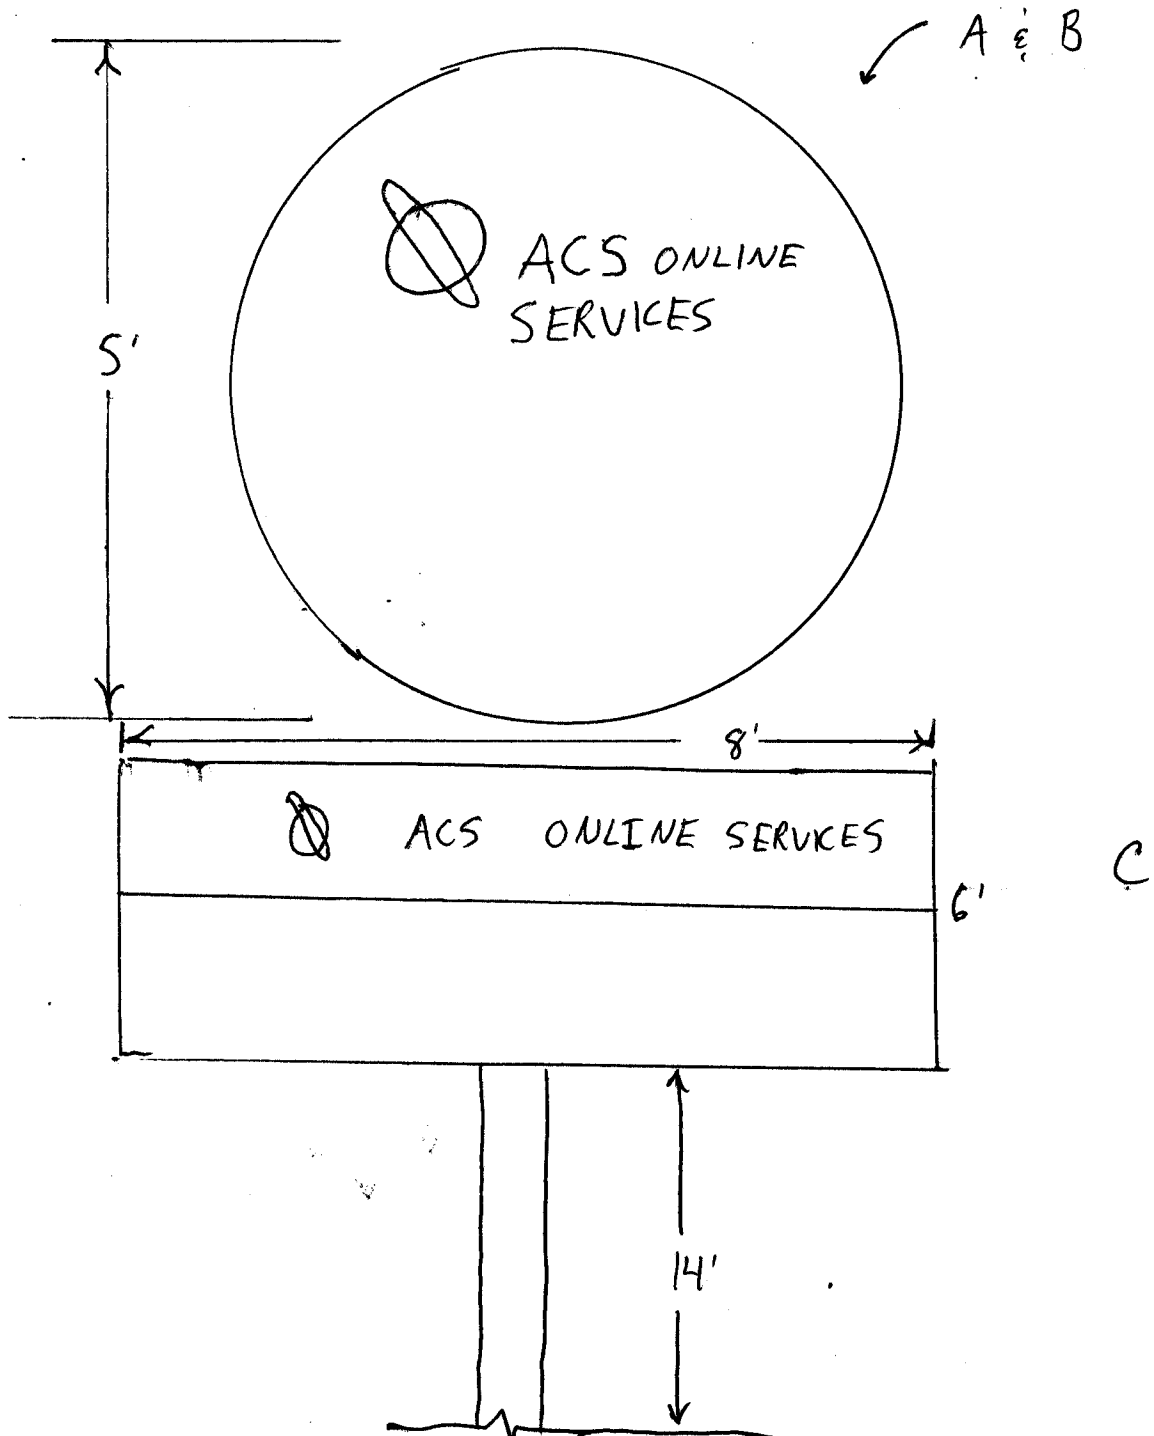 A & B
5'
ACS ONLINE
SERVICES
8'
ACS ONLINE SERVICES
C
6'
14'